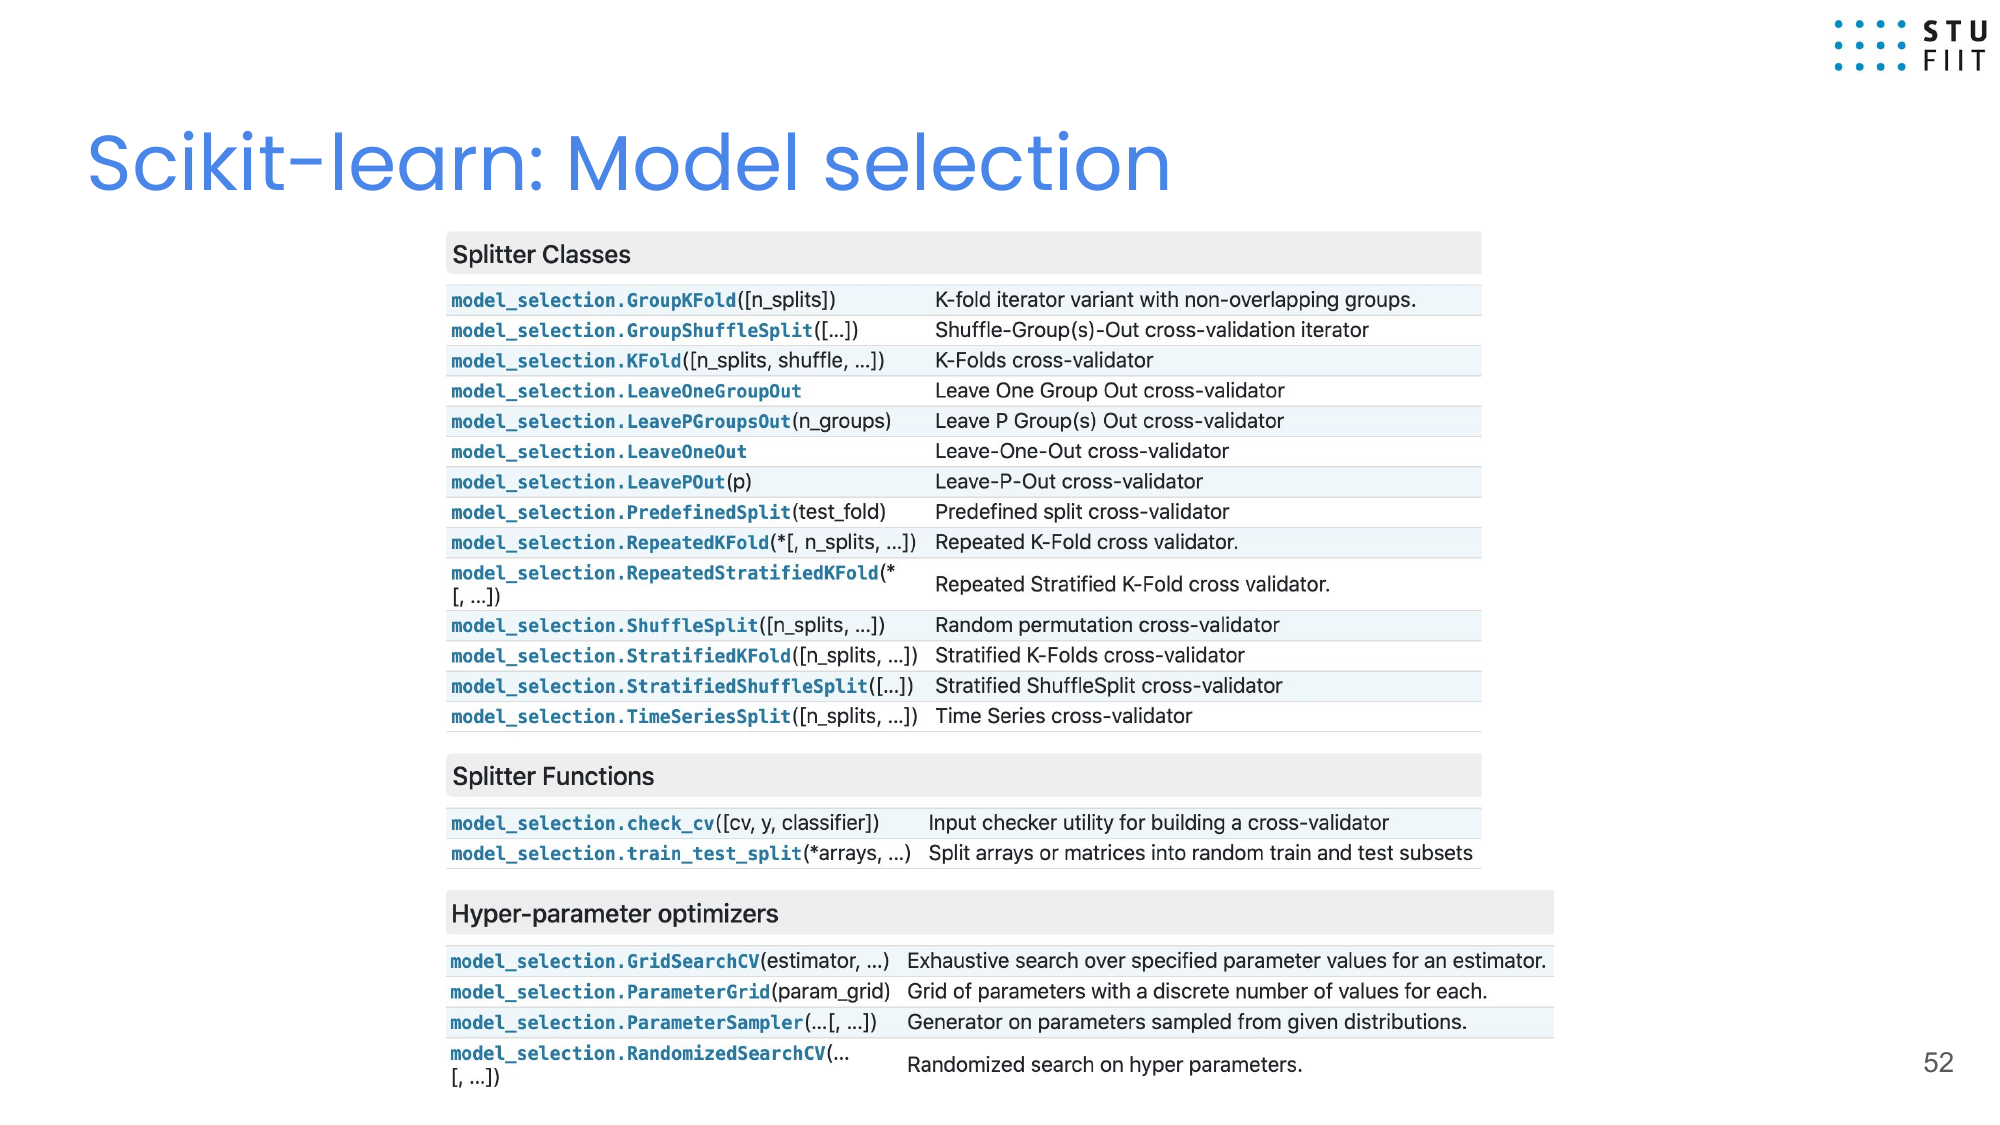 STU
FIIT
Scikit-learn: Model selection
Splitter Classes
model_selection.GroupKFold([n_splits]) K-fold iterator variant with non-overlapping groups.
model_selection.GroupShuffleSplit([...]) Shuffle-Group(s)-Out cross-validation iterator
model_selection.KFold([n_splits, shuffle, ...]) K-Folds cross-validator
model_selection.LeaveOneGroupOut Leave One Group Out cross-validator
model_selection.LeavePGroupsOut(n_groups) Leave P Group(s) Out cross-validator
model_selection.LeaveOneOut Leave-One-Out cross-validator
model_selection.LeavePOut(p) Leave-P-Out cross-validator
model_selection.PredefinedSplit(test_fold) Predefined split cross-validator
model_selection.RepeatedKFold(*[, n_splits, ...]) Repeated K-Fold cross validator.
model_selection.RepeatedStratifiedKFold(*
[, ...]) Repeated Stratified K-Fold cross validator.
model_selection.ShuffleSplit([n_splits, ...]) Random permutation cross-validator
model_selection.StratifiedKFold([n_splits, ...]) Stratified K-Folds cross-validator
model_selection.StratifiedShuffleSplit([...]) Stratified ShuffleSplit cross-validator
model_selection.TimeSeriesSplit([n_splits, ...]) Time Series cross-validator
Splitter Functions
model_selection.check_cv([cv, y, classifier]) Input checker utility for building a cross-validator
model_selection.train_test_split(*arrays, ...) Split arrays or matrices into random train and test subsets
Hyper-parameter optimizers
model_selection.GridSearchCV(estimator, ...) Exhaustive search over specified parameter values for an estimator.
model_selection.ParameterGrid(param_grid) Grid of parameters with a discrete number of values for each.
model_selection.ParameterSampler(...[, ...]) Generator on parameters sampled from given distributions.
model_selection.RandomizedSearchCV(...
[, ...]) Randomized search on hyper parameters.
52